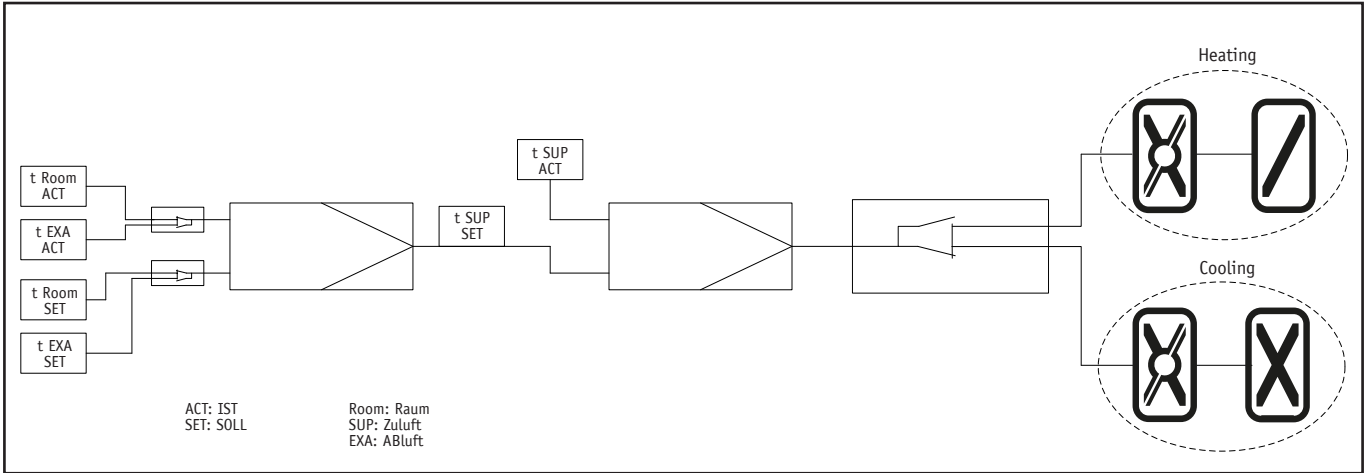 Heating
t SUP
ACT
t Room
ACT
t SUP
SET
t EXA
ACT
t Room
SET
Cooling
t EXA
SET
ACT: IST
SET: SOLL
Room: Raum
SUP: Zuluft
EXA: ABluft